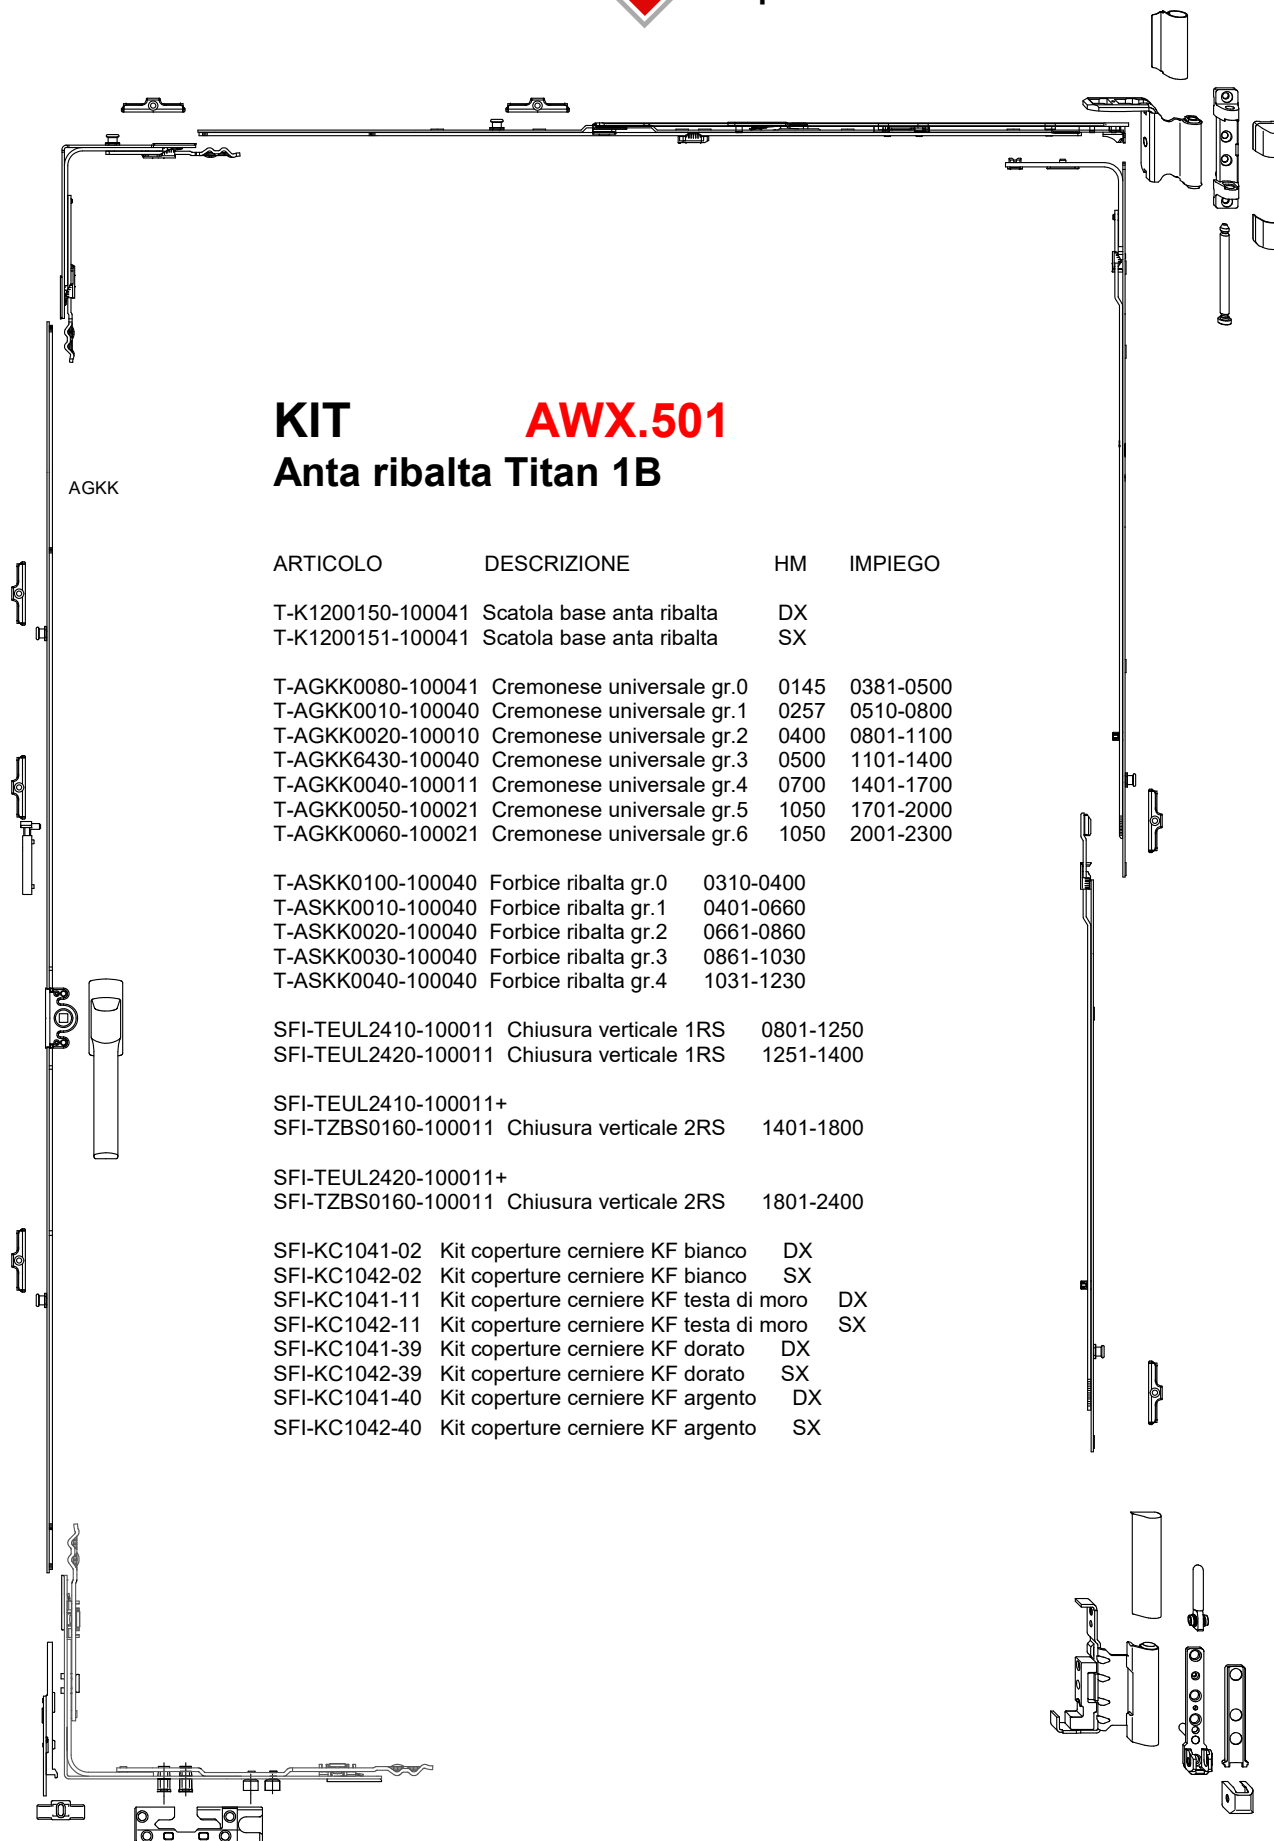 KIT AWX.501
Anta ribalta Titan 1B
AGKK
ARTICOLO DESCRIZIONE HM IMPIEGO
T-K1200150-100041 Scatola base anta ribalta DX
T-K1200151-100041 Scatola base anta ribalta SX
T-AGKK0080-100041 Cremonese universale gr.0 0145 0381-0500
T-AGKK0010-100040 Cremonese universale gr.1 0257 0510-0800
T-AGKK0020-100010 Cremonese universale gr.2 0400 0801-1100
T-AGKK6430-100040 Cremonese universale gr.3 0500 1101-1400
T-AGKK0040-100011 Cremonese universale gr.4 0700 1401-1700
T-AGKK0050-100021 Cremonese universale gr.5 1050 1701-2000
T-AGKK0060-100021 Cremonese universale gr.6 1050 2001-2300
T-ASKK0100-100040 Forbice ribalta gr.0 0310-0400
T-ASKK0010-100040 Forbice ribalta gr.1 0401-0660
T-ASKK0020-100040 Forbice ribalta gr.2 0661-0860
T-ASKK0030-100040 Forbice ribalta gr.3 0861-1030
T-ASKK0040-100040 Forbice ribalta gr.4 1031-1230
SFI-TEUL2410-100011 Chiusura verticale 1RS 0801-1250
SFI-TEUL2420-100011 Chiusura verticale 1RS 1251-1400
SFI-TEUL2410-100011+
SFI-TZBS0160-100011 Chiusura verticale 2RS 1401-1800
SFI-TEUL2420-100011+
SFI-TZBS0160-100011 Chiusura verticale 2RS 1801-2400
SFI-KC1041-02 Kit coperture cerniere KF bianco DX
SFI-KC1042-02 Kit coperture cerniere KF bianco SX
SFI-KC1041-11 Kit coperture cerniere KF testa di moro DX
SFI-KC1042-11 Kit coperture cerniere KF testa di moro SX
SFI-KC1041-39 Kit coperture cerniere KF dorato DX
SFI-KC1042-39 Kit coperture cerniere KF dorato SX
SFI-KC1041-40 Kit coperture cerniere KF argento DX
SFI-KC1042-40 Kit coperture cerniere KF argento SX